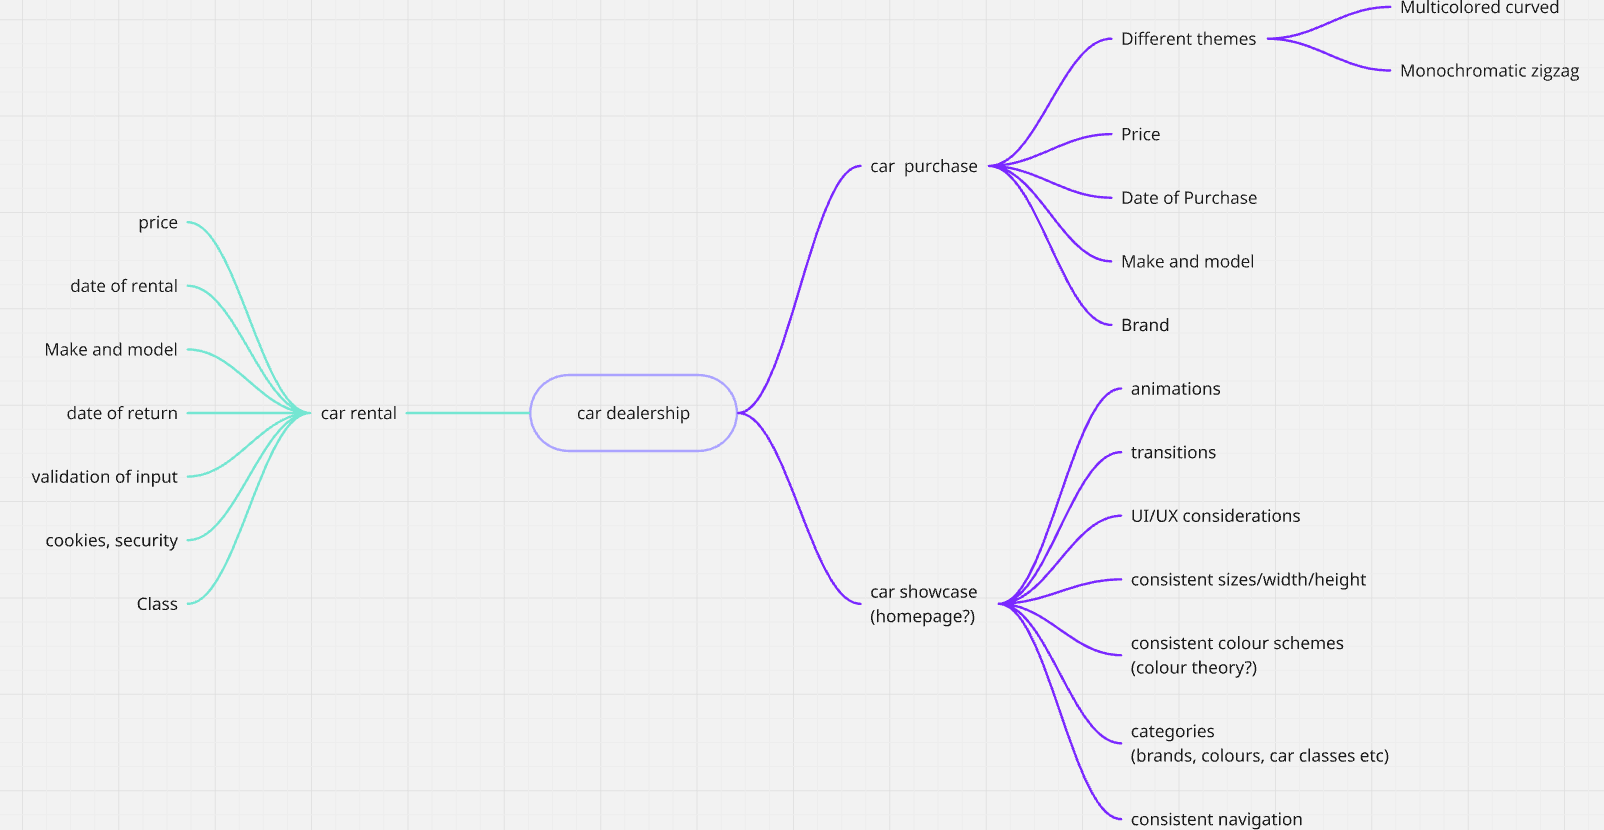 Multicolored curved
Different themes
Monochromatic zigzag
Price
car  purchase
Date of Purchase
Make and model
Brand
price
date of rental
Make and model
date of return
validation of input
cookies, security
Class
car rental
car dealership
animations
transitions
UI/UX considerations
consistent sizes/width/height
car showcase
(homepage?)
consistent colour schemes
(colour theory?)
categories
(brands, colours, car classes etc)
consistent navigation